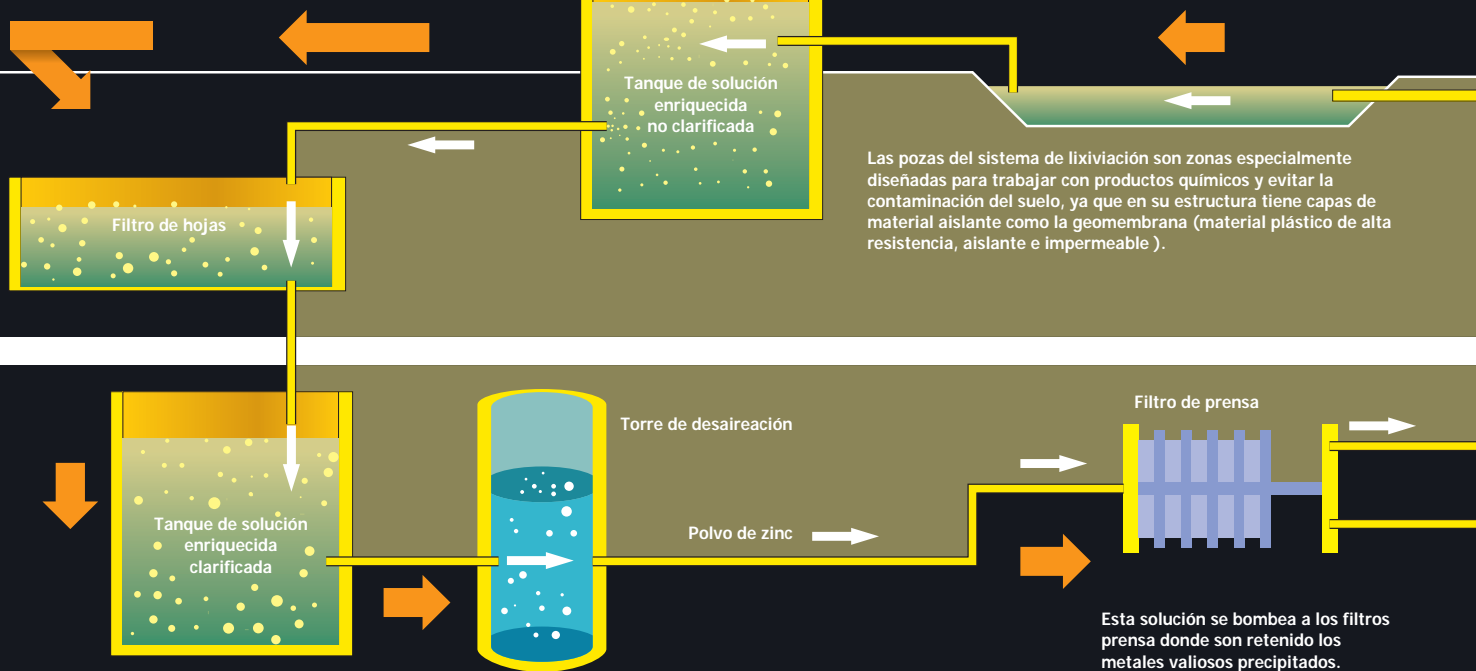 Tanque de solución
enriquecida
no clarificada
Las pozas del sistema de lixiviación son zonas especialmente
diseñadas para trabajar con productos químicos y evitar la
contaminación del suelo, ya que en su estructura tiene capas de
material aislante como la geomembrana (material plástico de alta
resistencia, aislante e impermeable ).
Filtro de hojas
Tanque de solución
enriquecida
clarificada
Torre de desaireación
Polvo de zinc
Filtro de prensa
Esta solución se bombea a los filtros
prensa donde son retenido los
metales valiosos precipitados.